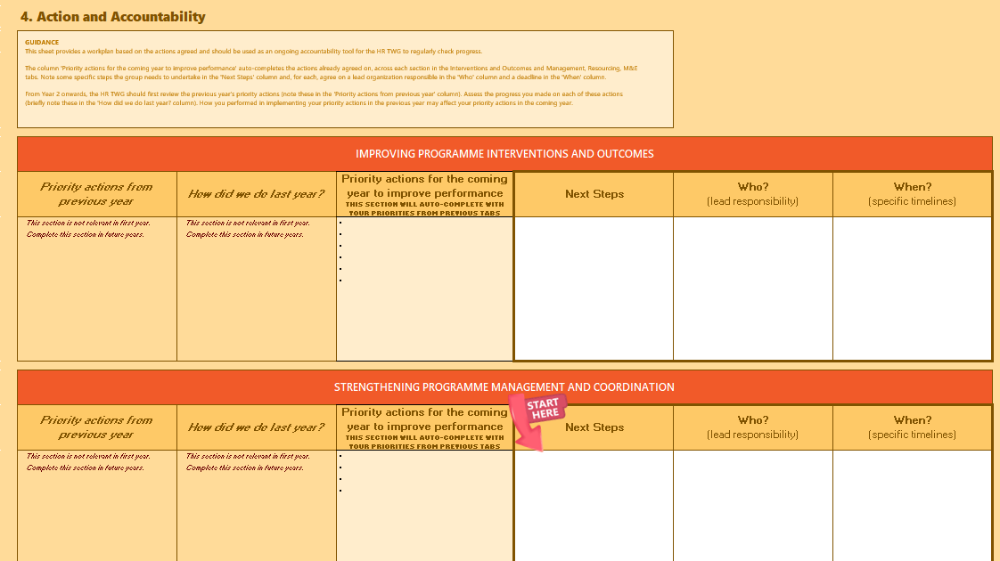 4. Action and Accountability
GUIDANCE
This sheet provides a workplan based on the actions agreed and should be used as an ongoing accountability tool for the HR TWG to regularly check progress.
The column 'Priority actions for the coming year to improve performance' auto-completes the actions already agreed on, across each section in the Interventions and Outcomes and Management, Resourcing, M&E
tabs. Note some specific steps the group needs to undertake in the 'Next Steps' column and, for each, agree on a lead organization responsible in the 'Who' column and a deadline in the 'When' column.
From Year 2 onwards, the HR TWG should first review the previous year's priority actions (note these in the 'Priority actions from previous year' column). Assess the progress you made on each of these actions
(briefly note these in the 'How did we do last year? column). How you performed in implementing your priority actions in the previous year may affect your priority actions in the coming year.
IMPROVING PROGRAMME INTERVENTIONS AND OUTCOMES
Priority actions from
previous year
How did we do last year?
Priority actions for the coming
year to improve performance
THIS SECTION WILL AUTO-COMPLETE WITH
YOUR PRIORITIES FROM PREVIOUS TABS
Next Steps
Who?
(lead responsibility)
When?
(specific timelines)
This section is not relevant in first year.
Complete this section in future years.
This section is not relevant in first year.
Complete this section in future years.
STRENGTHENING PROGRAMME MANAGEMENT AND COORDINATION
Priority actions from
previous year
How did we do last year?
Priority actions for the coming
year to improve performance
THIS SECTION WILL AUTO-COMPLETE WITH
YOUR PRIORITIES FROM PREVIOUS TABS
START
HERE
Next Steps
Who?
(lead responsibility)
When?
(specific timelines)
This section is not relevant in first year.
Complete this section in future years.
This section is not relevant in first year.
Complete this section in future years.